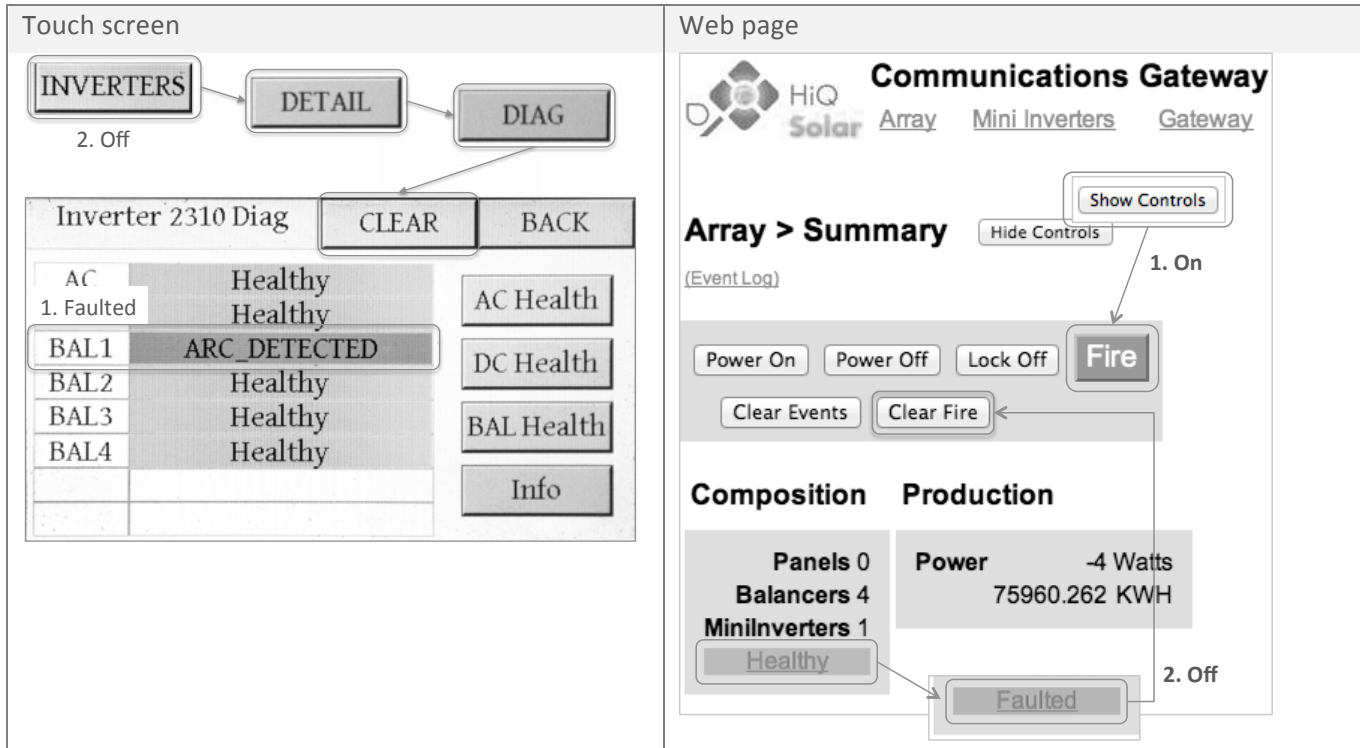 Touch screen
INVERTERS
DETAIL
DIAG
2. Off
Inverter 2310 Diag
CLEAR
BACK
AC
Healthy
1. Faulted
Healthy
BAL1
ARC_DETECTED
BAL2
Healthy
BAL3
Healthy
BAL4
Healthy
AC Health
DC Health
BAL Health
Info
Web page
HiQ
Solar
Communications Gateway
Array
Mini Inverters
Gateway
Show Controls
Array > Summary
Hide Controls
1. On
(Event Log)
Power On
Power Off
Lock Off
Fire
Clear Events
Clear Fire
Composition
Production
Panels 0
Balancers 4
MiniInverters 1
Healthy
Power -4 Watts
75960.262 KWH
2. Off
Faulted